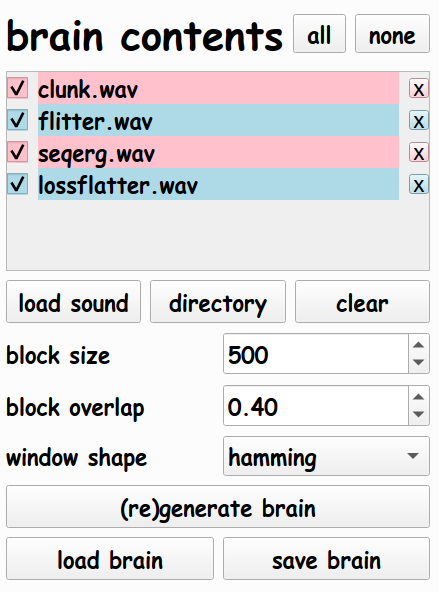 brain contents all none
clunk.wav x
flitter.wav x
seqerg.wav x
lossflatter.wav x
load sound directory clear
block size 500
block overlap 0.40
window shape hamming
(re)generate brain
load brain save brain